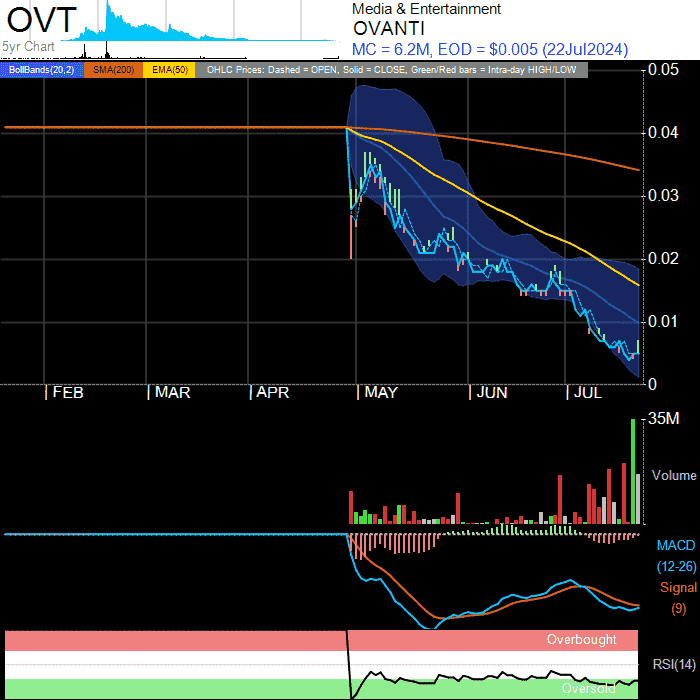 OVT
5yr Chart
Media & Entertainment
OVANTI
MC = 6.2M, EOD = $0.005 (22Jul2024)
BollBands(20,2) SMA(200) EMA(50) OHLC Prices: Dashed = OPEN, Solid = CLOSE, Green/Red bars = Intra-day HIGH/LOW
0.05
0.04
0.03
0.02
0.01
0
FEB MAR APR MAY JUN JUL
35M
Volume
MACD
(12-26)
Signal
(9)
Overbought
RSI(14)
Oversold